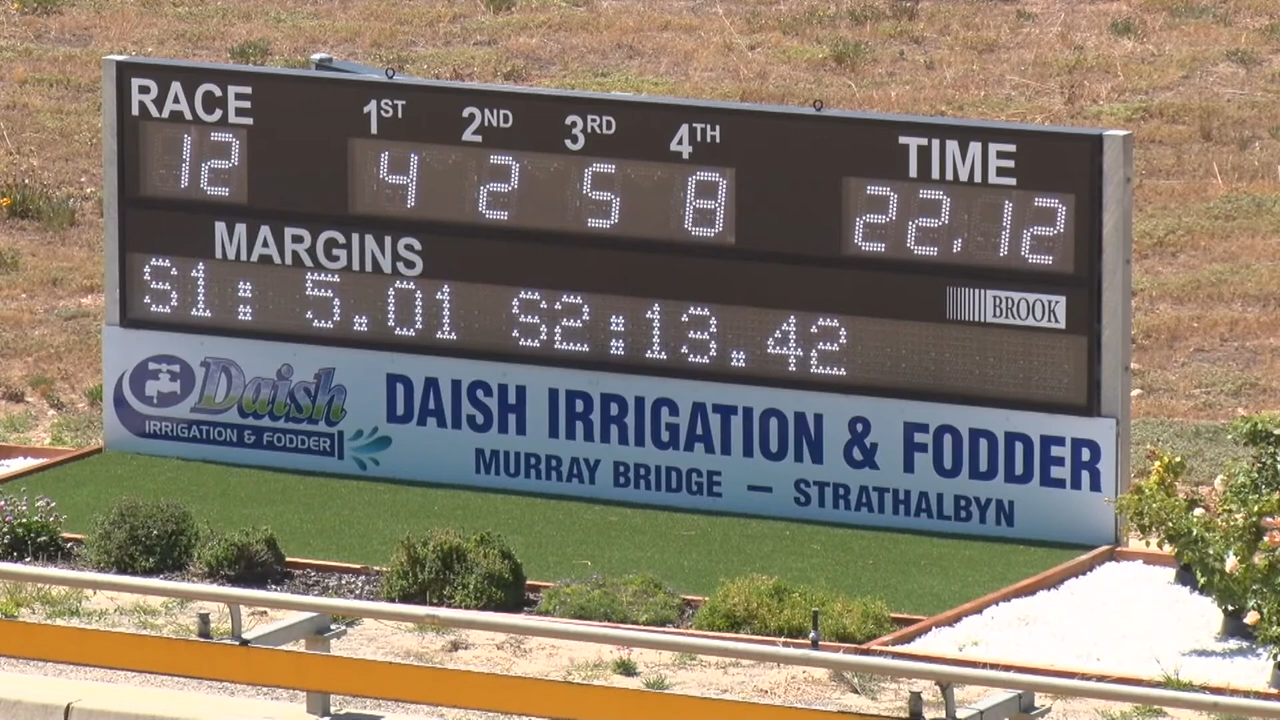 RACE 1ST 2ND 3RD 4TH TIME
12 4 2 5 8 22.12
MARGINS
S1: 5.01 S2:13.42
BROOK
Daish
IRRIGATION & FODDER
DAISH IRRIGATION & FODDER
MURRAY BRIDGE — STRATHALBYN